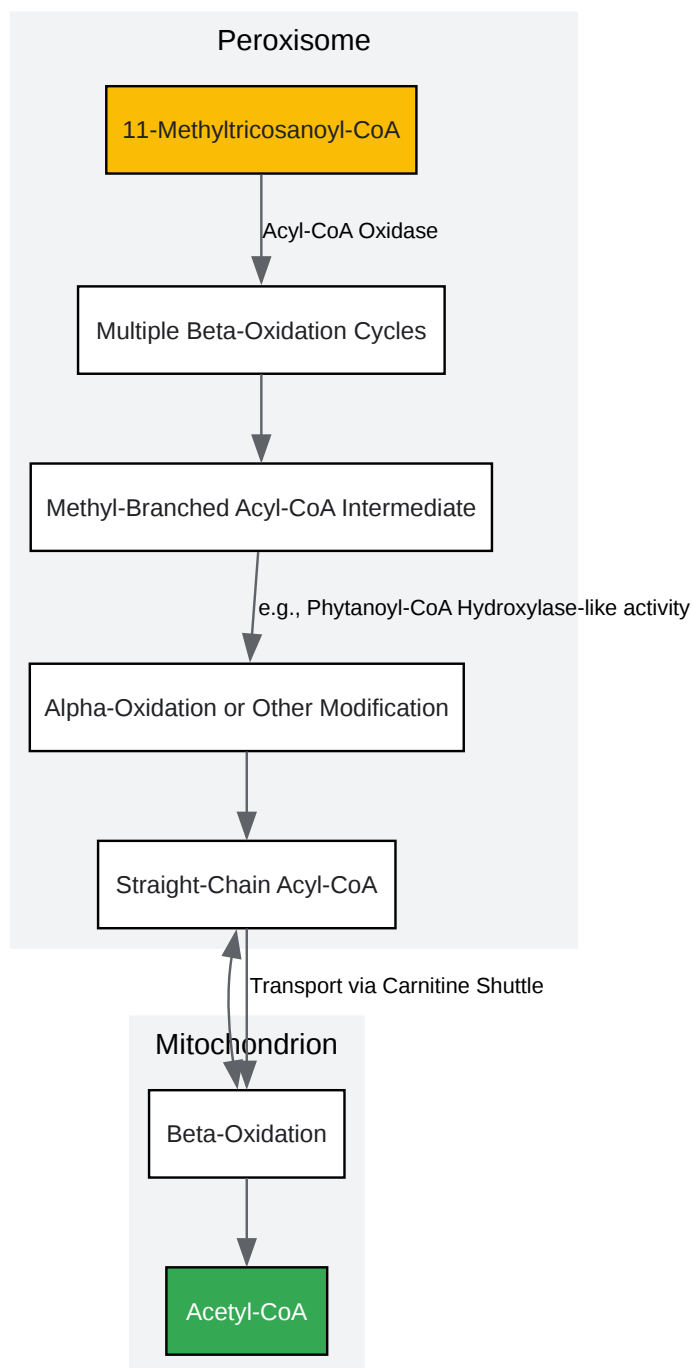 Peroxisome
11-Methyltricosanoyl-CoA
Acyl-CoA Oxidase
Multiple Beta-Oxidation Cycles
Methyl-Branched Acyl-CoA Intermediate
e.g., Phytanoyl-CoA Hydroxylase-like activity
Alpha-Oxidation or Other Modification
Straight-Chain Acyl-CoA
Transport via Carnitine Shuttle
Mitochondrion
Beta-Oxidation
Acetyl-CoA